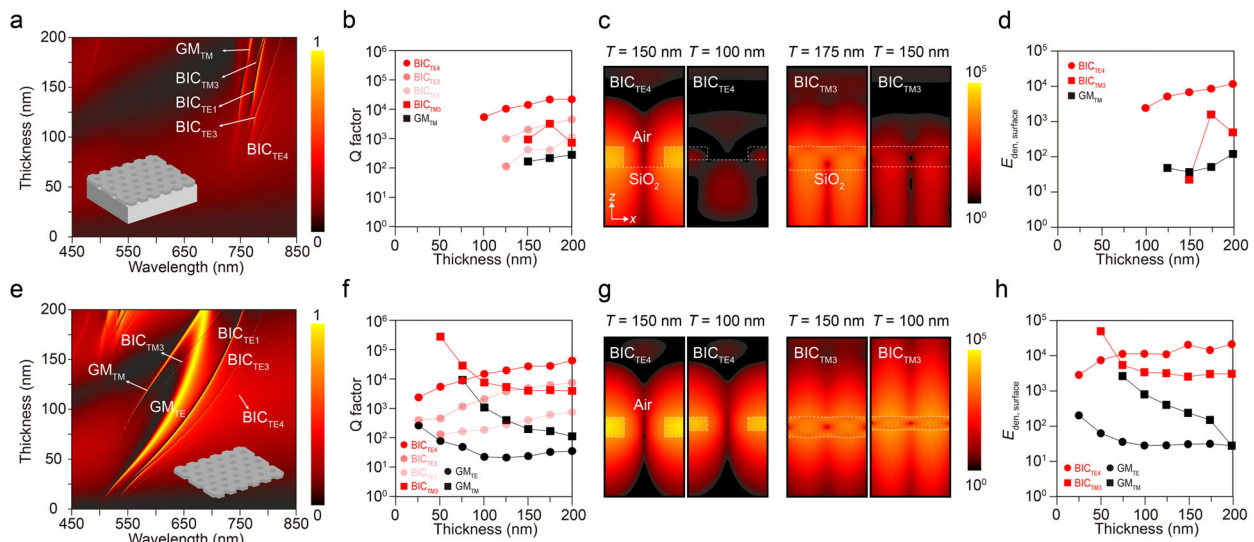 a
Thickness (nm)
200
150
100
50
0
450
550
650
750
850
Wavelength (nm)
GM_TM
BIC_TM3
BIC_TE1
BIC_TE3
BIC_TE4
1
0
b
Q factor
10^6
10^5
10^4
10^3
10^2
10^1
10^0
0
50
100
150
200
Thickness (nm)
BIC_TE4
BIC_TE3
BIC_TE1
BIC_TM3
GM_TM
c
T = 150 nm
100 nm
T = 175 nm
T = 150 nm
BIC_TE4
BIC_TE4
BIC_TM3
BIC_TM3
Air
SiO2
SiO2
z
x
10^5
10^0
d
E_den, surface
10^5
10^4
10^3
10^2
10^1
10^0
0
50
100
150
200
Thickness (nm)
BIC_TE4
BIC_TM3
GM_TM
e
Thickness (nm)
200
150
100
50
0
450
550
650
750
850
Wavelength (nm)
BIC_TM3
GM_TM
GM_TE
BIC_TE1
BIC_TE3
BIC_TE4
1
0
f
Q factor
10^6
10^5
10^4
10^3
10^2
10^1
10^0
0
50
100
150
200
Thickness (nm)
BIC_TE4
BIC_TE3
BIC_TM3
GM_TE
GM_TM
g
T = 150 nm
T = 100 nm
T = 150 nm
T = 100 nm
BIC_TE4
BIC_TE4
BIC_TM3
BIC_TM3
Air
10^5
10^0
h
E_den, surface
10^5
10^4
10^3
10^2
10^1
10^0
0
50
100
150
200
Thickness (nm)
BIC_TE4
BIC_TM3
GM_TE
GM_TM